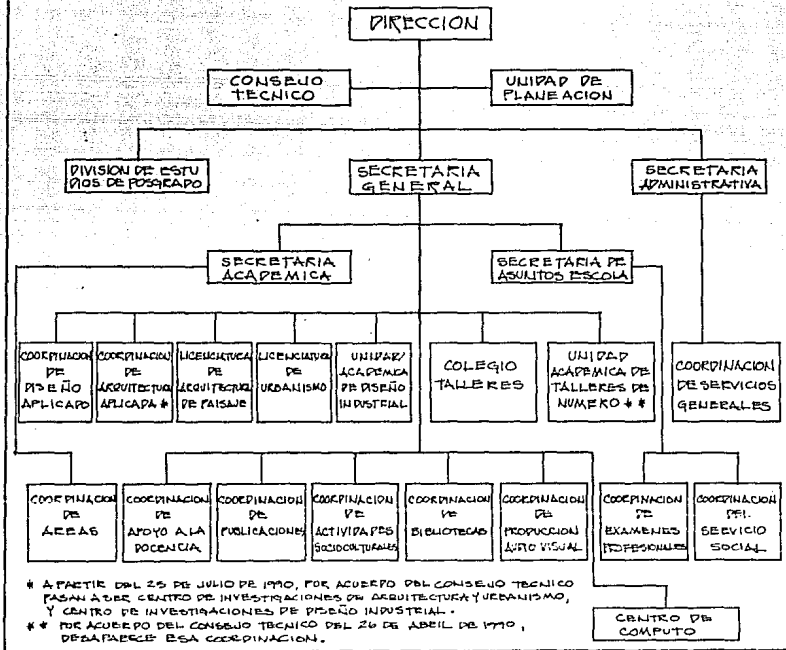 DIRECCION
CONSEJO
TECNICO
UNIDAD DE
PLANEACION
DIVISION DE ESTU
DIOS DE POSGRADO
SECRETARIA
GENERAL
SECRETARIA
ADMINISTRATIVA
SECRETARIA
ACADEMICA
SECRETARIA DE
ASUNTOS ESCOLA
COORDINACION
DE
DISEÑO
APLICADO
COORDINACION
DE
ARQUITECTURA
APLICADA *
LICENCIATURA
DE
ARQUITECTURA
DE PAISAJE
LICENCIATURA
DE
URBANISMO
UNIDAD
ACADEMICA
DE DISEÑO
INDUSTRIAL
COLEGIO
TALLERES
UNIDAD
ACADEMICA DE
TALLERES DE
NUMERO * *
COORDINACION
DE SERVICIOS
GENERALES
COORDINACION
DE
AREAS
COORDINACION
DE
APOYO A LA
DOCENCIA
COORDINACION
DE
PUBLICACIONES
COORDINACION
DE
ACTIVIDADES
SOCIOCULTURALES
COORDINACION
DE
BIBLIOTECAS
COORDINACION
DE
PRODUCCION
AUDIO VISUAL
COORDINACION
DE
EXAMENES
PROFESIONALES
COORDINACION
DEL
SERVICIO
SOCIAL
* A PARTIR DEL 25 DE JULIO DE 1990, POR ACUERDO DEL CONSEJO TECNICO
PASAN A SER CENTRO DE INVESTIGACIONES DE ARQUITECTURA Y URBANISMO,
Y CENTRO DE INVESTIGACIONES DE DISEÑO INDUSTRIAL.
* * POR ACUERDO DEL CONSEJO TECNICO DEL 26 DE ABRIL DE 1990,
DESAPARECE ESA COORDINACION.
CENTRO DE
COMPUTO